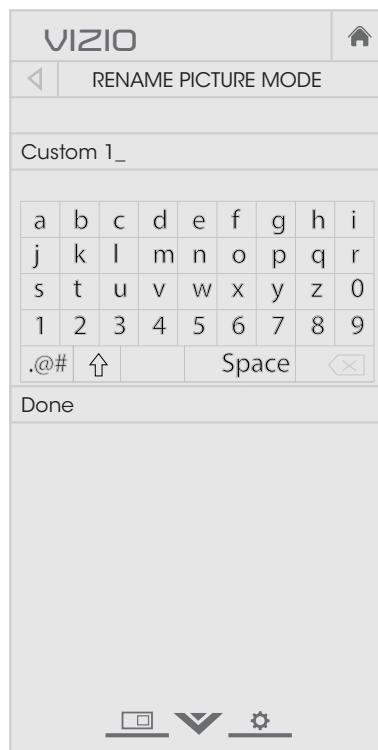 VIZIO
RENAME PICTURE MODE
Custom 1_
a b c d e f g h i
j k l m n o p q r
s t u v w x y z 0
1 2 3 4 5 6 7 8 9
.@# Space
Done